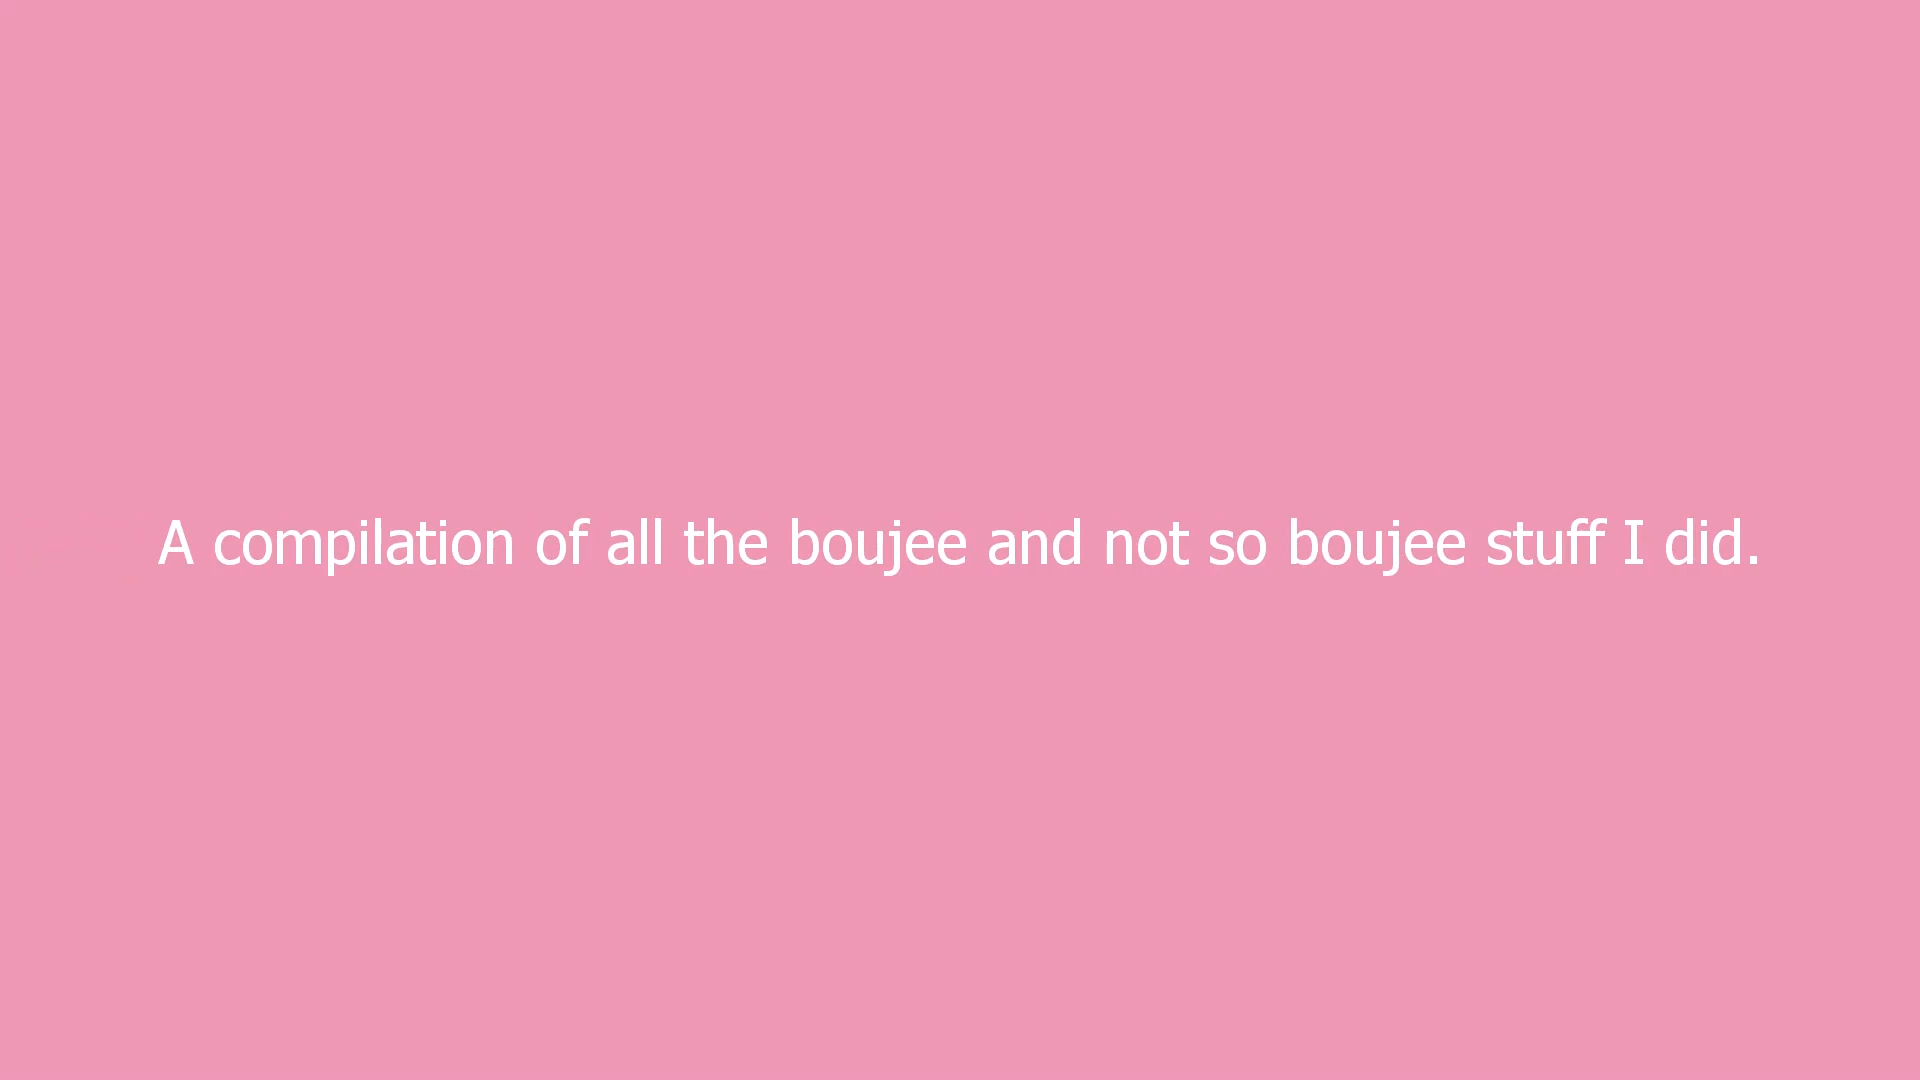 A compilation of all the boujee and not so boujee stuff I did.